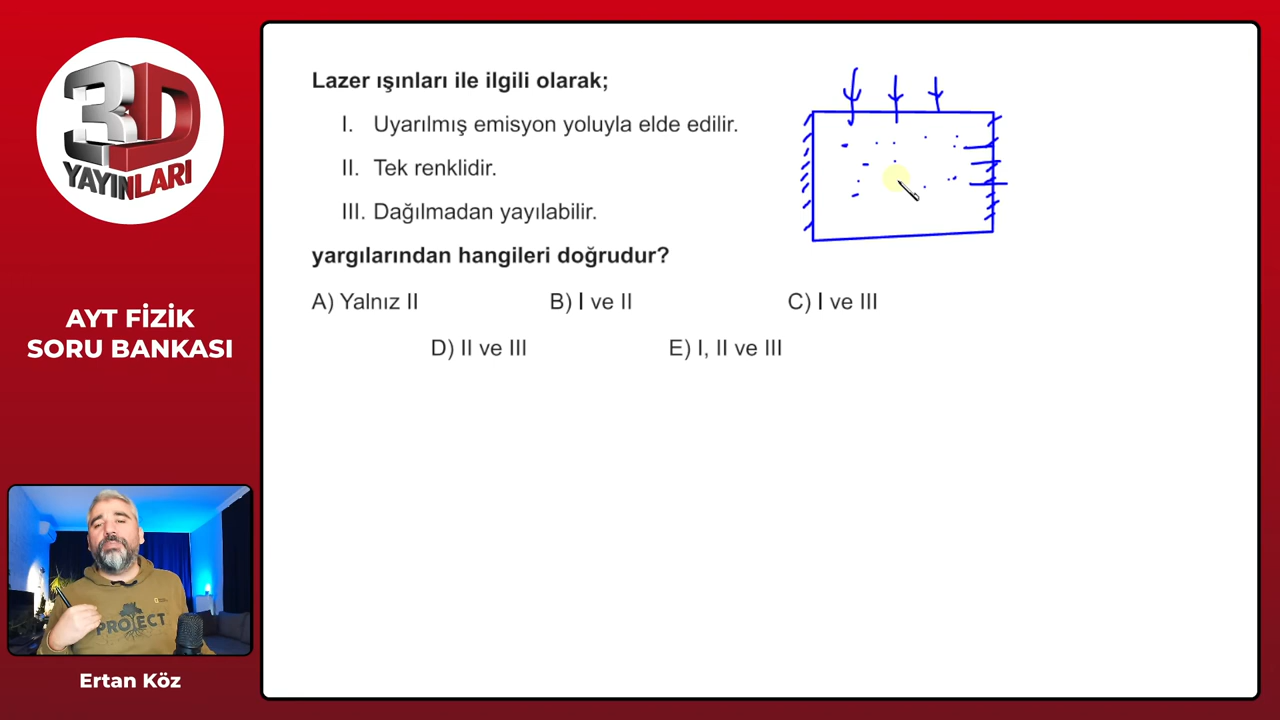 3D
YAYINLARI
AYT FİZİK
SORU BANKASI
Lazer ışınları ile ilgili olarak;
I. Uyarılmış emisyon yoluyla elde edilir.
II. Tek renklidir.
III. Dağılmadan yayılabilir.
yargılarından hangileri doğrudur?
A) Yalnız II B) I ve II C) I ve III
D) II ve III E) I, II ve III
PROJECT
Ertan Köz